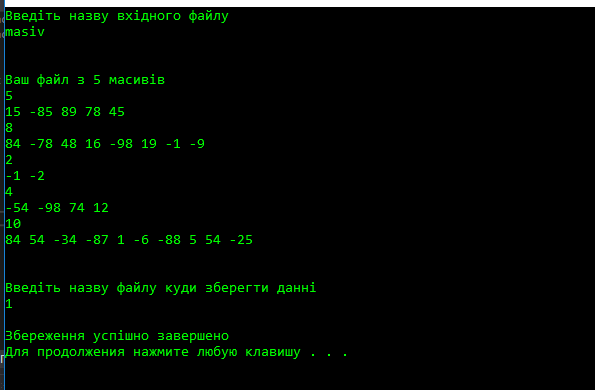 Введіть назву вхідного файлу
masiv
Ваш файл з 5 масивів
5
15 -85 89 78 45
8
84 -78 48 16 -98 19 -1 -9
2
-1 -2
4
-54 -98 74 12
10
84 54 -34 -87 1 -6 -88 5 54 -25
Введіть назву файлу куди зберегти данні
1
Збереження успішно завершено
Для продолжения нажмите любую клавишу . . .